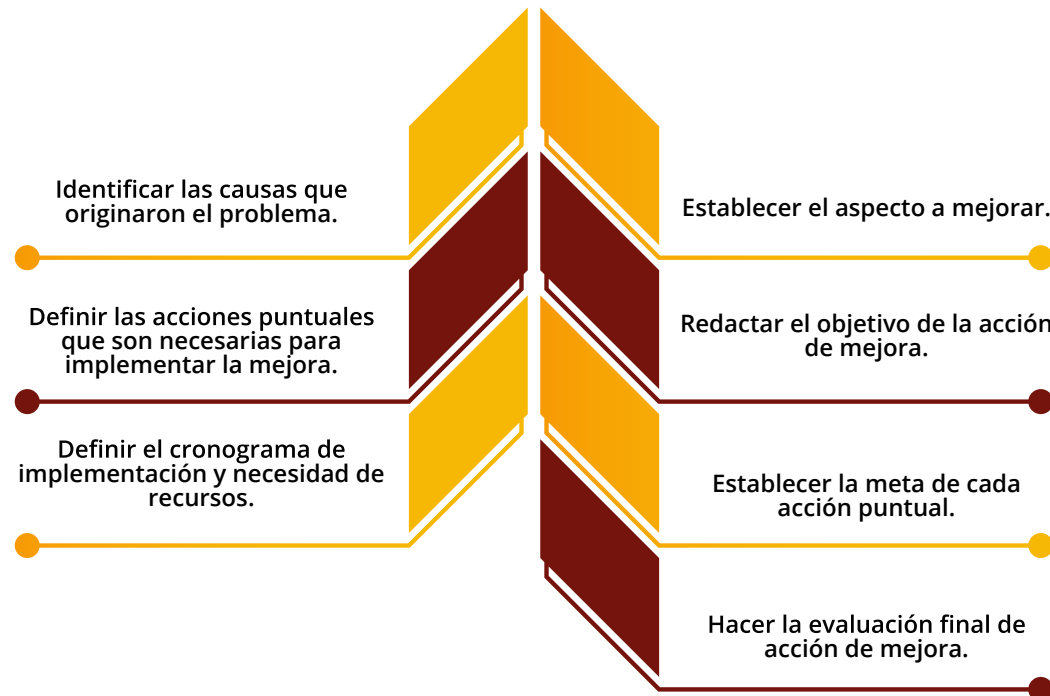 Identificar las causas que
originaron el problema.
Establecer el aspecto a mejorar.
Definir las acciones puntuales
que son necesarias para
implementar la mejora.
Redactar el objetivo de la acción
de mejora.
Definir el cronograma de
implementación y necesidad de
recursos.
Establecer la meta de cada
acción puntual.
Hacer la evaluación final de
acción de mejora.